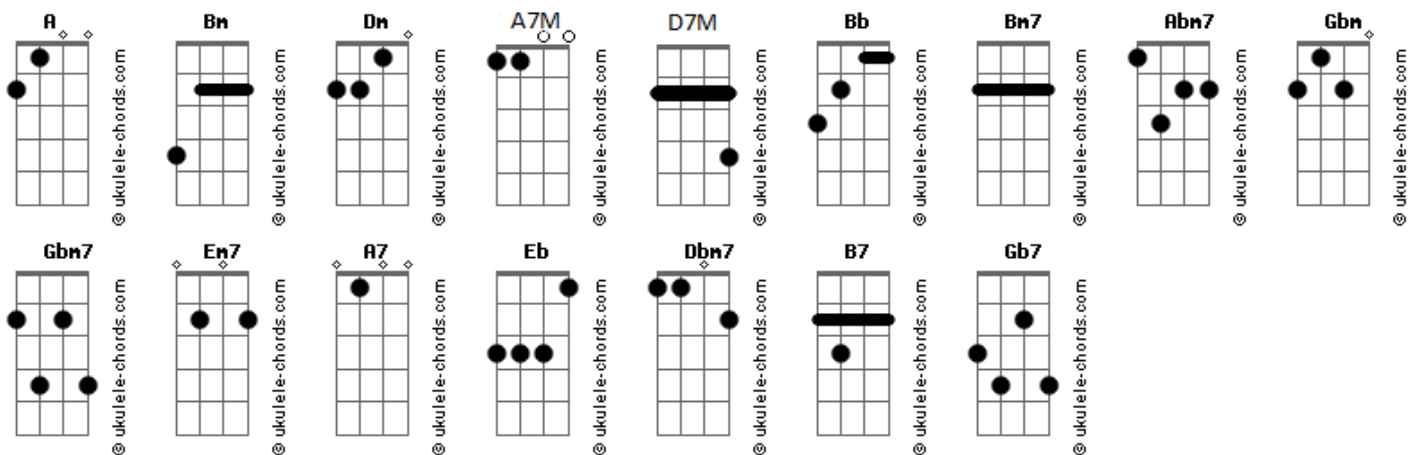 A Bm Dm A7M D7M Bb Bm7 Abm7 Gbm
© ukulele-chords.com © ukulele-chords.com © ukulele-chords.com © ukulele-chords.com © ukulele-chords.com © ukulele-chords.com © ukulele-chords.com © ukulele-chords.com © ukulele-chords.com
Gbm7 Em7 A7 Eb Dbm7 B7 Gb7
© ukulele-chords.com © ukulele-chords.com © ukulele-chords.com © ukulele-chords.com © ukulele-chords.com © ukulele-chords.com © ukulele-chords.com